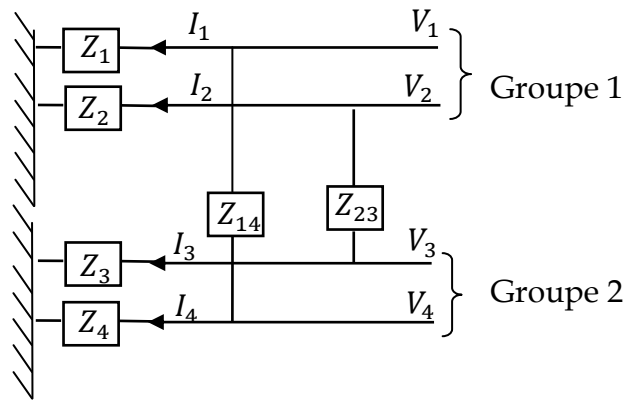 Z₁ I₁ V₁
Z₂ I₂ V₂
Groupe 1
Z₁₄ Z₂₃
Z₃ I₃ V₃
Z₄ I₄ V₄
Groupe 2